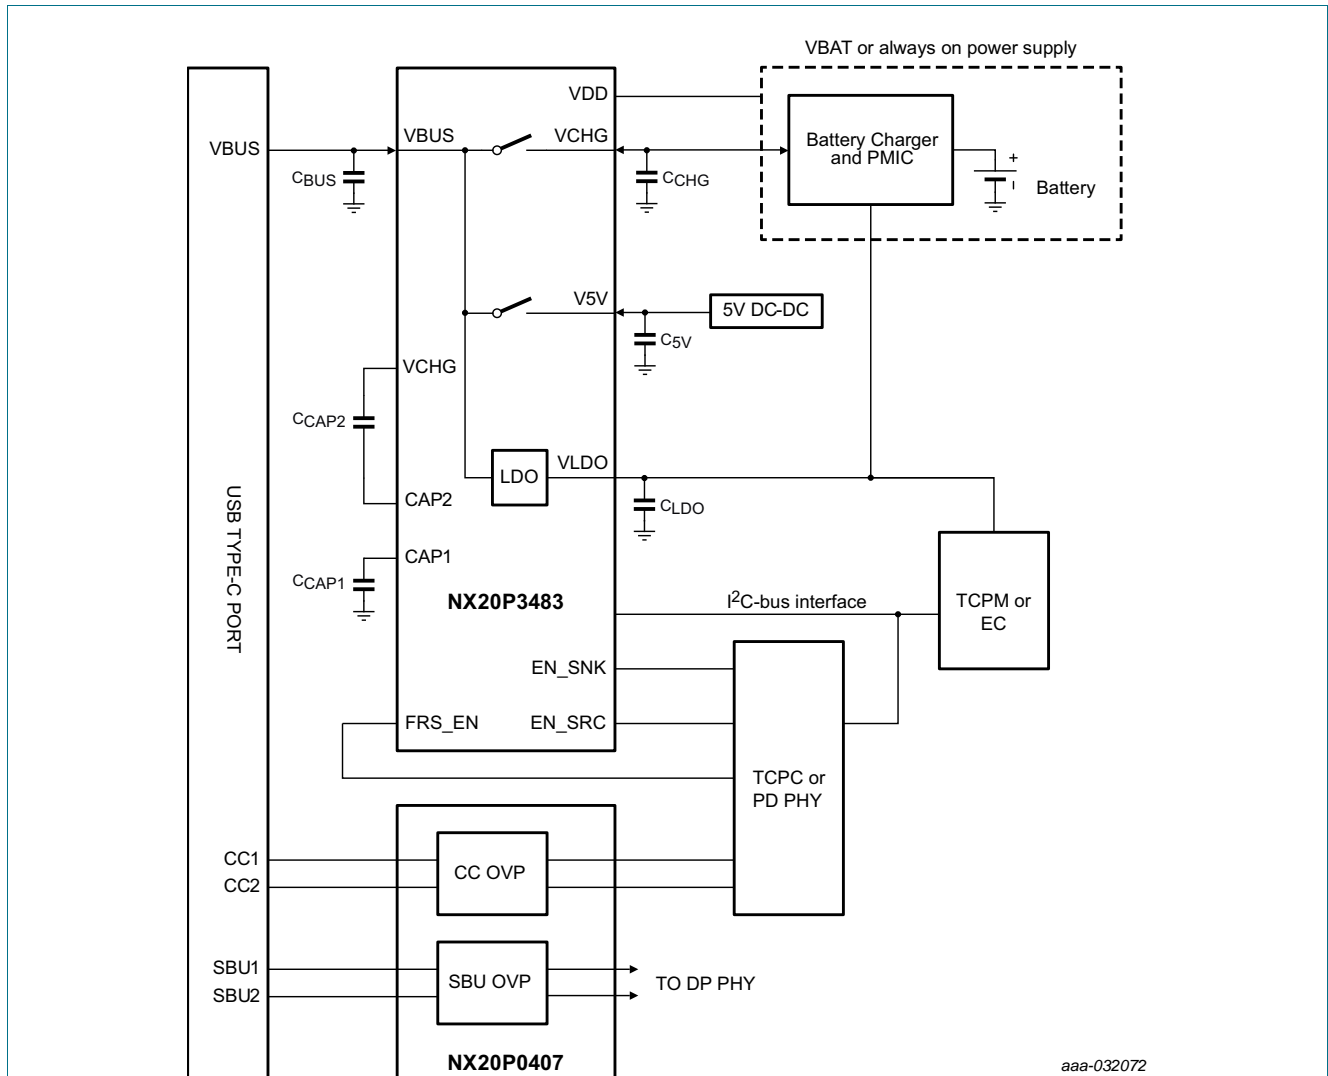 VBAT or always on power supply
VDD
VBUS
VBUS
VCHG
Battery Charger
and PMIC
+
CBUS
CCHG
Battery
V5V
5V DC-DC
C5V
VCHG
CCAP2
LDO
VLDO
CAP2
CLDO
USB TYPE-C PORT
CAP1
CCAP1
NX20P3483
I2C-bus interface
TCPM or
EC
EN_SNK
FRS_EN
EN_SRC
TCPC or
PD PHY
CC1
CC2
CC OVP
SBU1
SBU2
SBU OVP
TO DP PHY
NX20P0407
aaa-032072